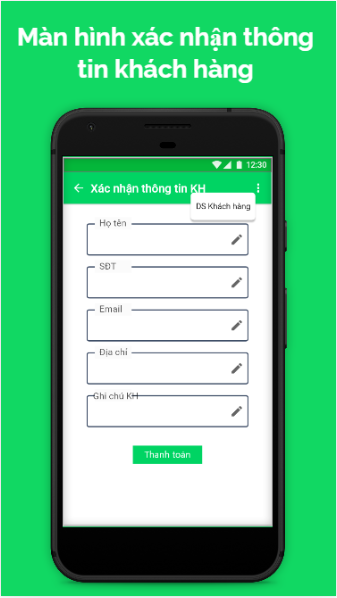 Màn hình xác nhận thông
tin khách hàng
12:30
Xác nhận thông tin KH
DS Khách hàng
Họ tên
SĐT
Email
Địa chỉ
Ghi chú KH
Thanh toán